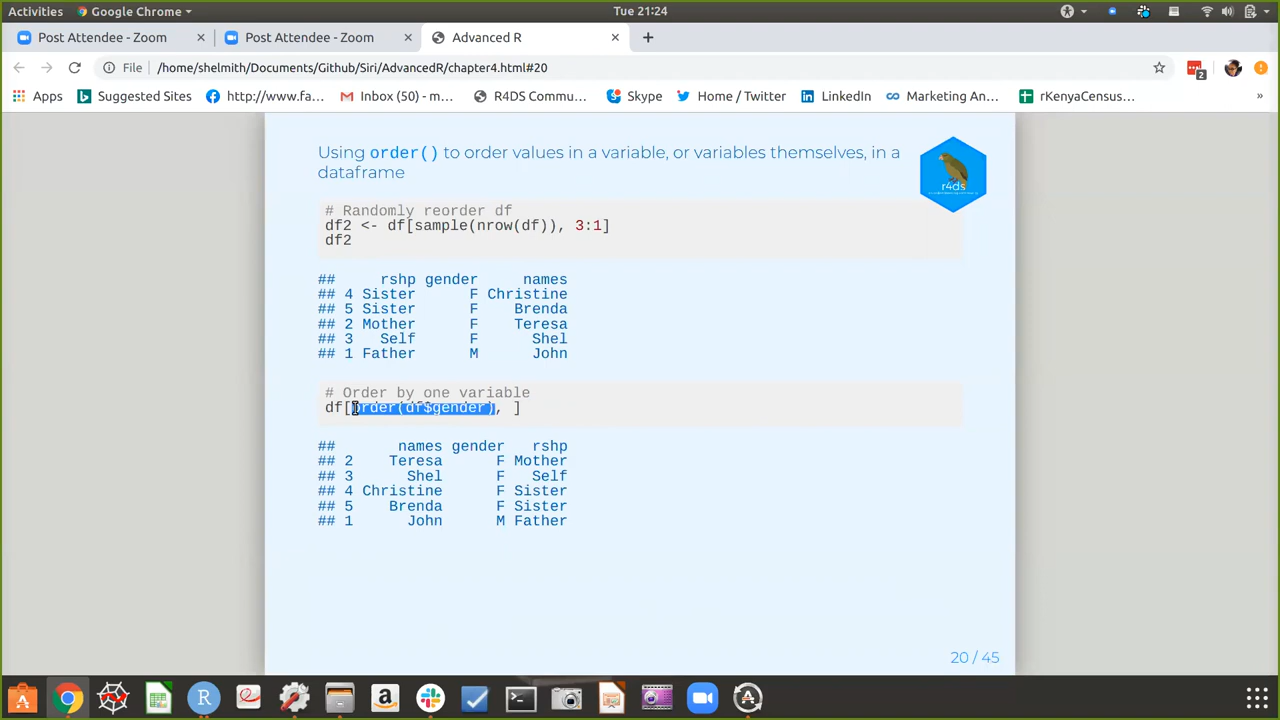 Activities Google Chrome Tue 21:24
Post Attendee - Zoom Post Attendee - Zoom Advanced R
File /home/shelmith/Documents/Github/Siri/AdvancedR/chapter4.html#20 2
Apps Suggested Sites http://www.fa... Inbox (50) - m... R4DS Commu... Skype Home / Twitter LinkedIn Marketing An... rKenyaCensus... »
Using order() to order values in a variable, or variables themselves, in a
dataframe
r4ds
# Randomly reorder df
df2 <- df[sample(nrow(df)), 3:1]
df2
## rshp gender names
## 4 Sister F Christine
## 5 Sister F Brenda
## 2 Mother F Teresa
## 3 Self F Shel
## 1 Father M John
# Order by one variable
df[order(df$gender), ]
## names gender rshp
## 2 Teresa F Mother
## 3 Shel F Self
## 4 Christine F Sister
## 5 Brenda F Sister
## 1 John M Father
20 / 45